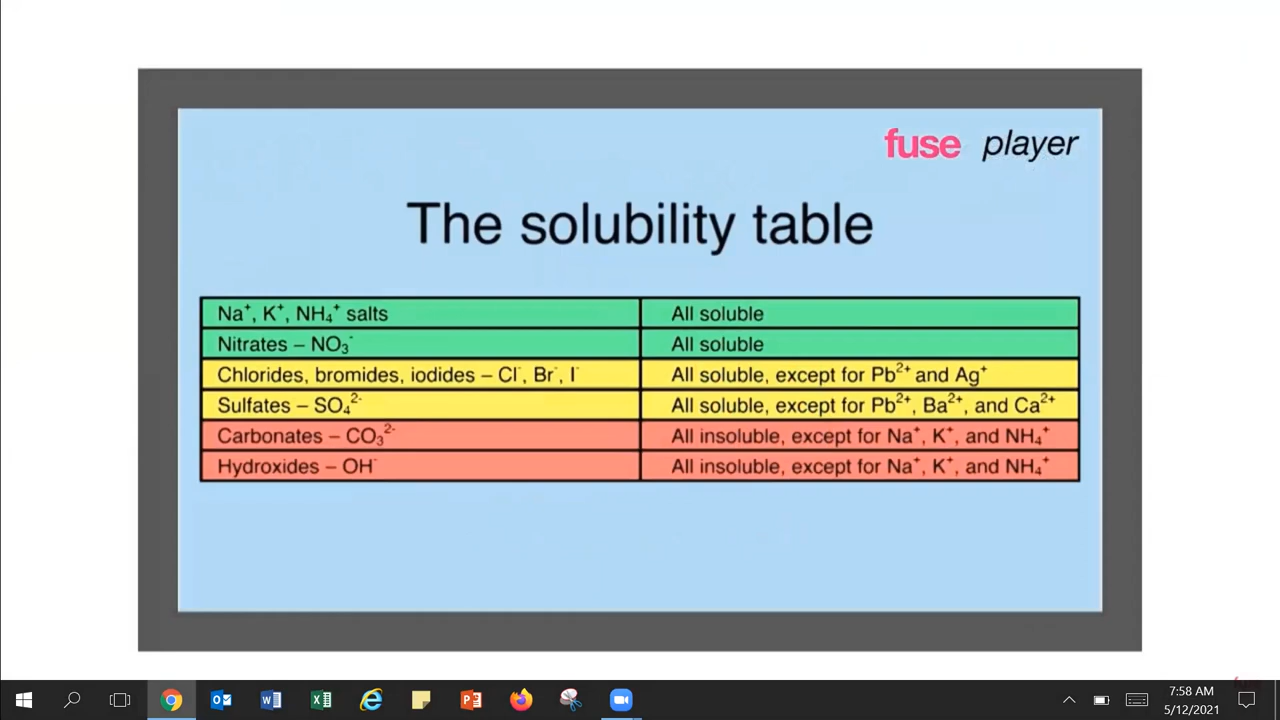 fuse player
The solubility table
Na⁺, K⁺, NH₄⁺ salts All soluble
Nitrates – NO₃⁻ All soluble
Chlorides, bromides, iodides – Cl⁻, Br⁻, I⁻ All soluble, except for Pb²⁺ and Ag⁺
Sulfates – SO₄²⁻ All soluble, except for Pb²⁺, Ba²⁺, and Ca²⁺
Carbonates – CO₃²⁻ All insoluble, except for Na⁺, K⁺, and NH₄⁺
Hydroxides – OH⁻ All insoluble, except for Na⁺, K⁺, and NH₄⁺
7:58 AM
5/12/2021